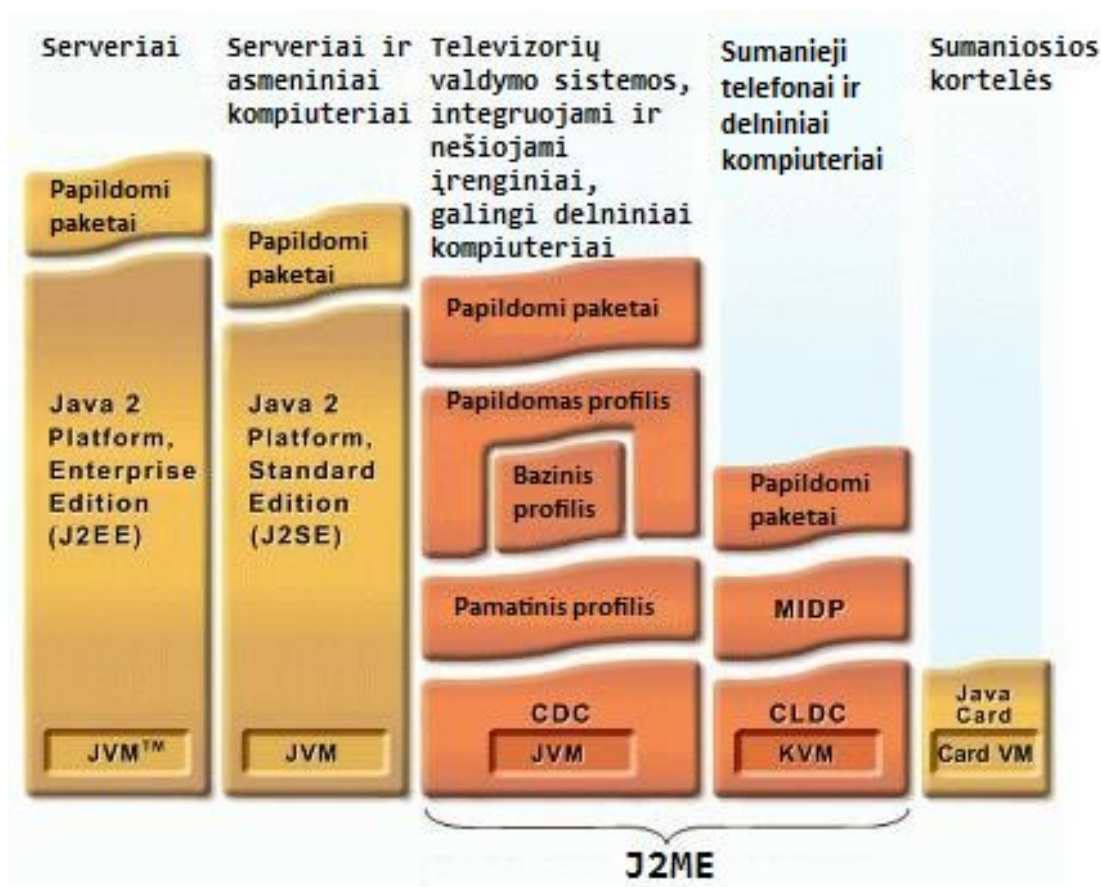 Serveriai
Serveriai ir
asmeniniai
kompiuteriai
Televizorių
valdymo sistemos,
integruojami ir
nešiojami
įrenginiai,
galingi delniniai
kompiuteriai
Sumanieji
telefonai ir
delniniai
kompiuteriai
Sumaniosios
kortelės
Papildomi
paketai
Java 2
Platform,
Enterprise
Edition
(J2EE)
JVM™
Papildomi
paketai
Java 2
Platform,
Standard
Edition
(J2SE)
JVM
Papildomi paketai
Papildomas profilis
Bazinis
profilis
Pamatinis profilis
CDC
JVM
Papildomi
paketai
MIDP
CLDC
KVM
Java
Card
Card VM
J2ME